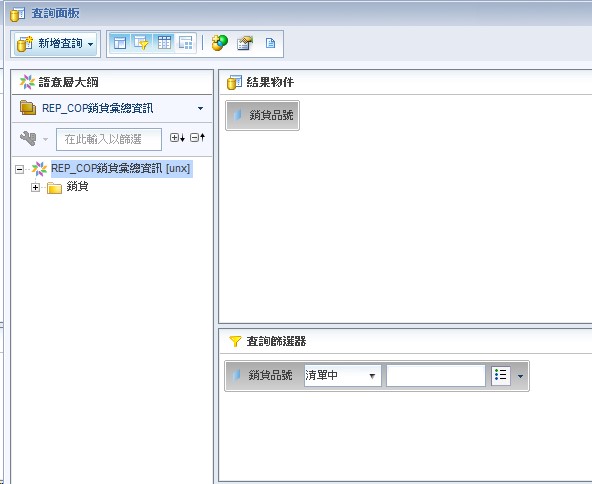 查詢面板
新增查詢
語意層大綱
REP_COP銷貨彙總資訊
在此輸入以篩選
REP_COP銷貨彙總資訊 [unx]
銷貨
結果物件
銷貨品號
查詢篩選器
銷貨品號 清單中